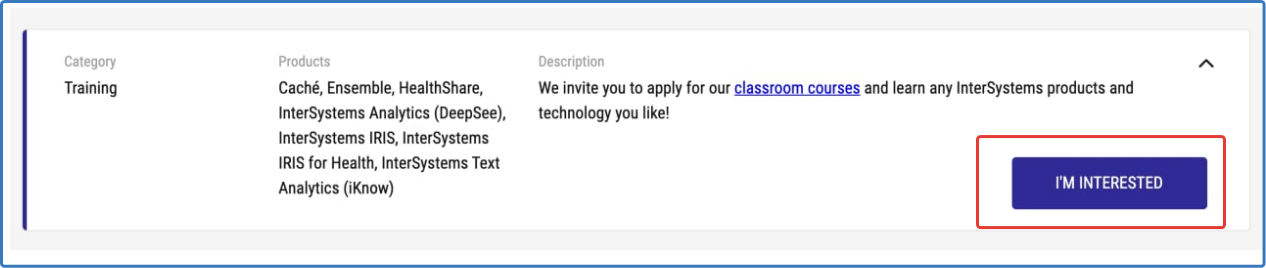 Category
Training
Products
Caché, Ensemble, HealthShare,
InterSystems Analytics (DeepSee),
InterSystems IRIS, InterSystems
IRIS for Health, InterSystems Text
Analytics (iKnow)
Description
We invite you to apply for our classroom courses and learn any InterSystems products and
technology you like!
I'M INTERESTED